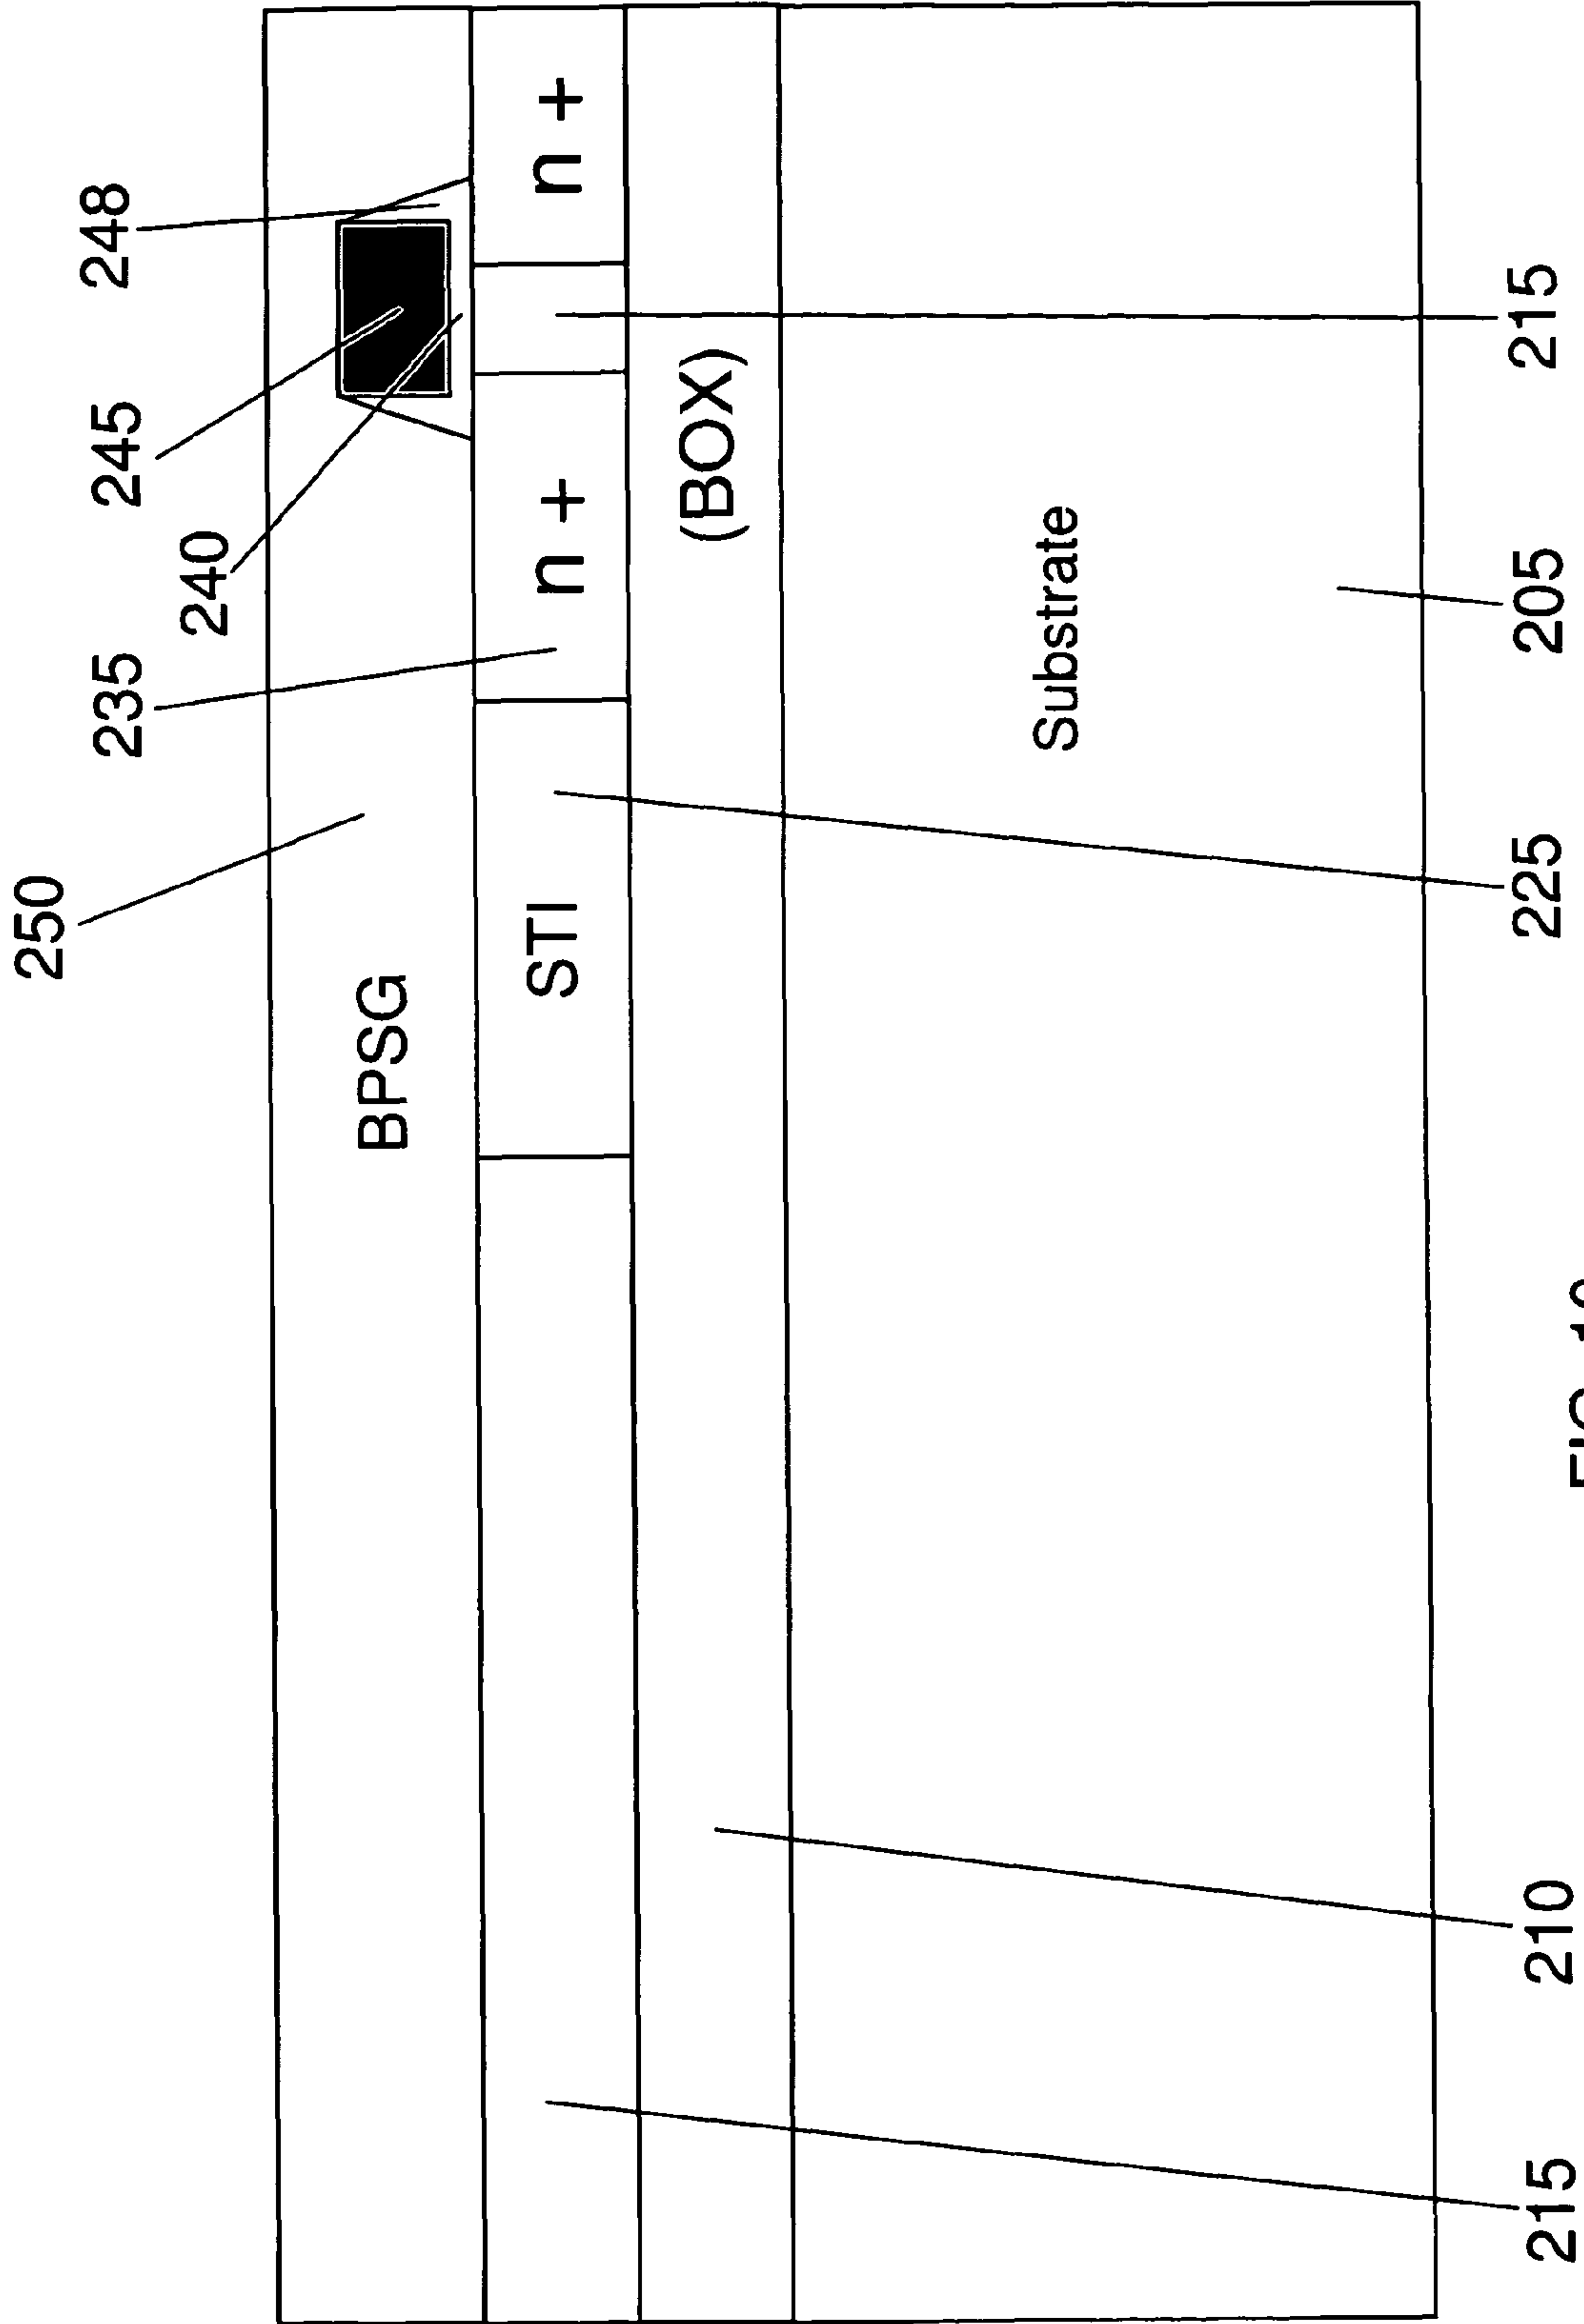 250
235 245 248
240
BPSG
STI n+ n+
(BOX)
Substrate
215 210 225 205 215